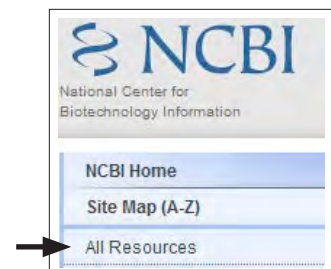 NCBI
National Center for
Biotechnology Information
NCBI Home
Site Map (A-Z)
All Resources